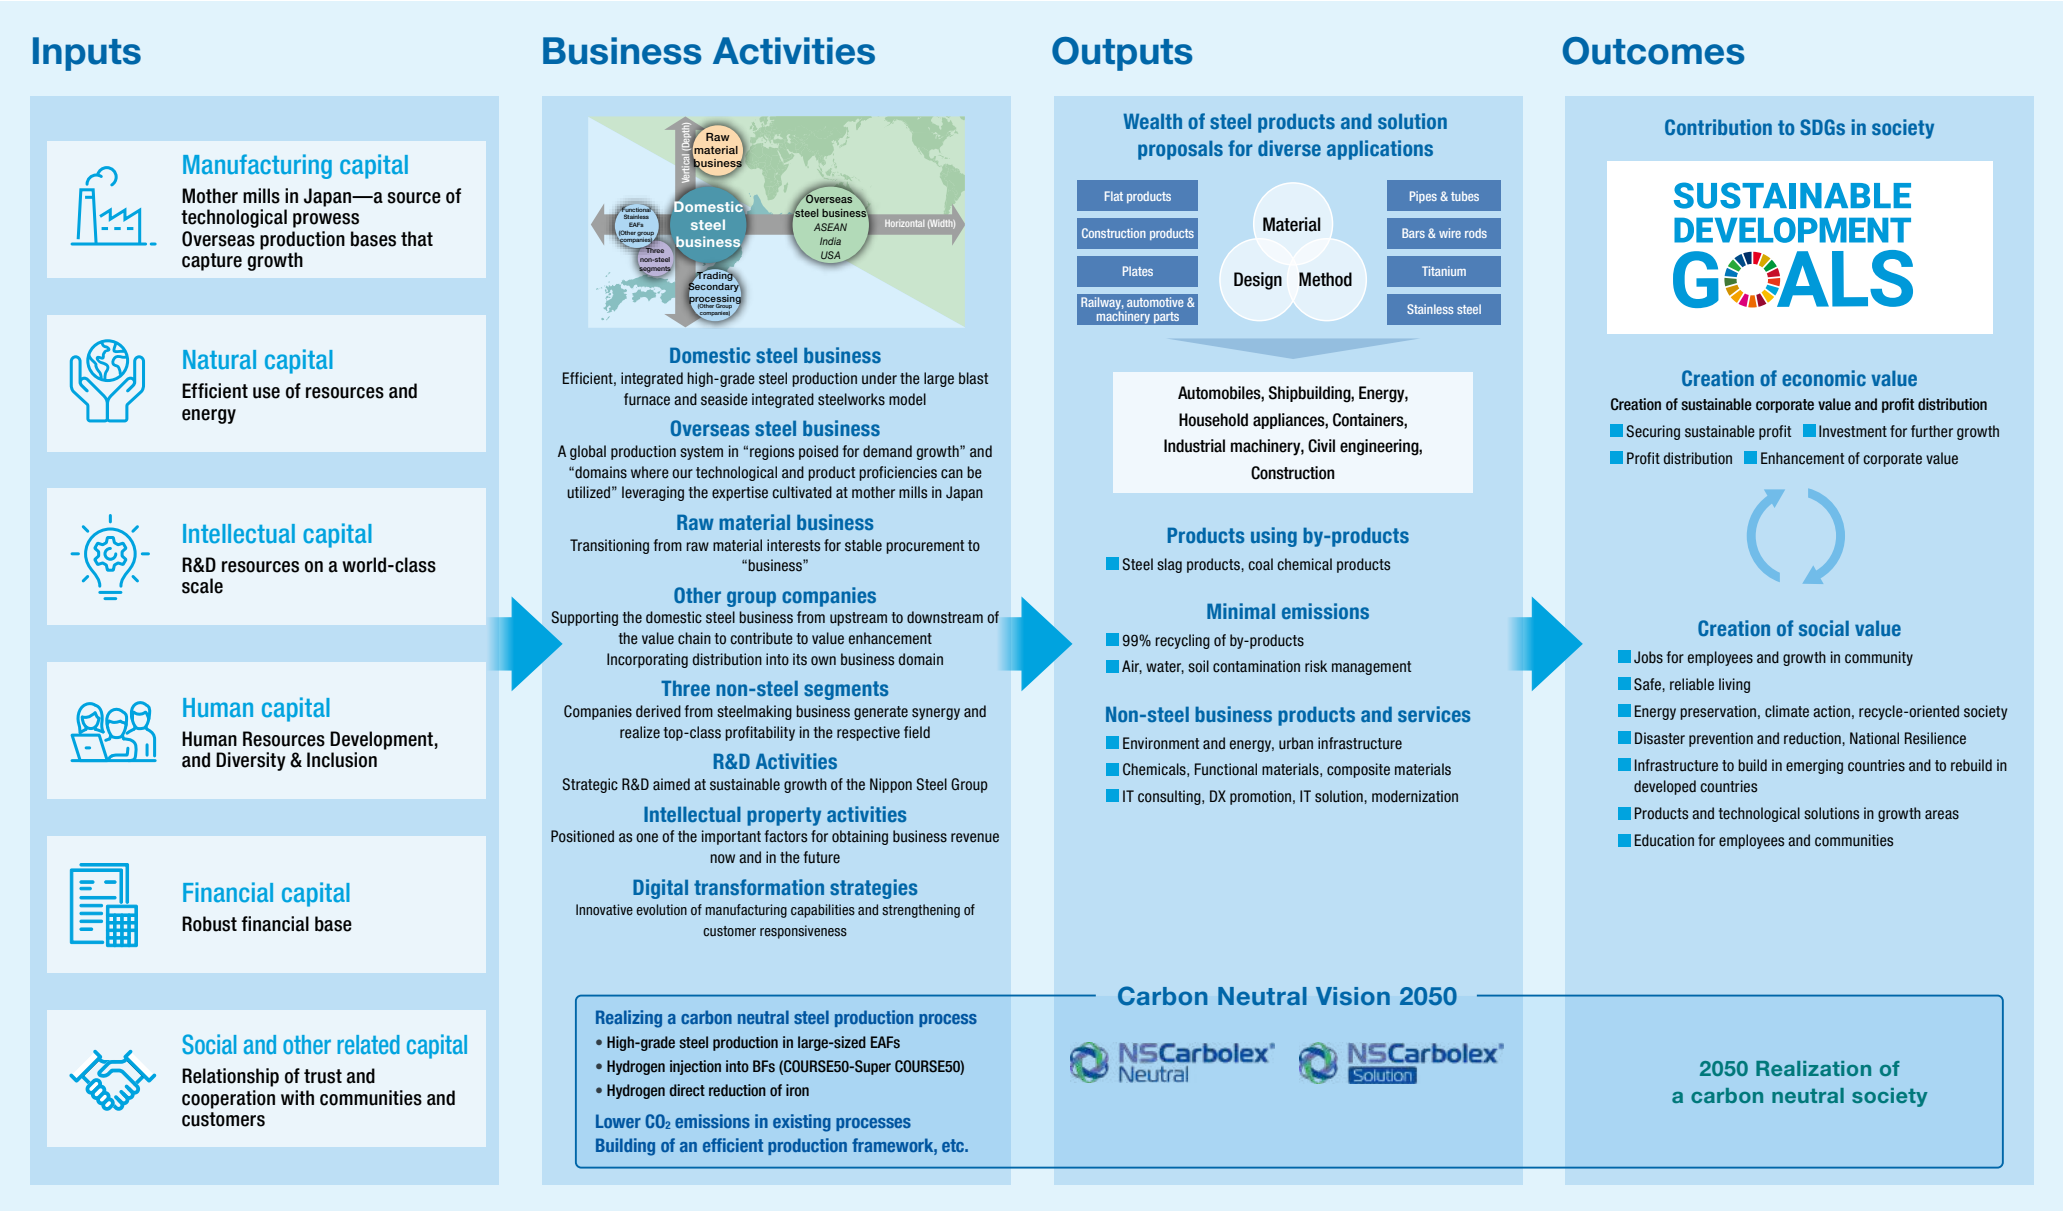 Inputs
Manufacturing capital
Mother mills in Japan—a source of
technological prowess
Overseas production bases that
capture growth
Natural capital
Efficient use of resources and
energy
Intellectual capital
R&D resources on a world-class
scale
Human capital
Human Resources Development,
and Diversity & Inclusion
Financial capital
Robust financial base
Social and other related capital
Relationship of trust and
cooperation with communities and
customers
Business Activities
Vertical (Depth)
Raw
material
business
Functional
Stainless
EAFs
(Other group
companies)
Domestic
steel
business
Overseas
steel business
ASEAN
India
USA
Horizontal (Width)
Three
non-steel
segments
Trading
Secondary
processing
(Other Group
companies)
Domestic steel business
Efficient, integrated high-grade steel production under the large blast
furnace and seaside integrated steelworks model
Overseas steel business
A global production system in “regions poised for demand growth” and
“domains where our technological and product proficiencies can be
utilized” leveraging the expertise cultivated at mother mills in Japan
Raw material business
Transitioning from raw material interests for stable procurement to
“business”
Other group companies
Supporting the domestic steel business from upstream to downstream of
the value chain to contribute to value enhancement
Incorporating distribution into its own business domain
Three non-steel segments
Companies derived from steelmaking business generate synergy and
realize top-class profitability in the respective field
R&D Activities
Strategic R&D aimed at sustainable growth of the Nippon Steel Group
Intellectual property activities
Positioned as one of the important factors for obtaining business revenue
now and in the future
Digital transformation strategies
Innovative evolution of manufacturing capabilities and strengthening of
customer responsiveness
Outputs
Wealth of steel products and solution
proposals for diverse applications
Flat products
Construction products
Plates
Railway, automotive &
machinery parts
Material
Design Method
Pipes & tubes
Bars & wire rods
Titanium
Stainless steel
Automobiles, Shipbuilding, Energy,
Household appliances, Containers,
Industrial machinery, Civil engineering,
Construction
Products using by-products
Steel slag products, coal chemical products
Minimal emissions
99% recycling of by-products
Air, water, soil contamination risk management
Non-steel business products and services
Environment and energy, urban infrastructure
Chemicals, Functional materials, composite materials
IT consulting, DX promotion, IT solution, modernization
Outcomes
Contribution to SDGs in society
SUSTAINABLE
DEVELOPMENT
GOALS
Creation of economic value
Creation of sustainable corporate value and profit distribution
Securing sustainable profit Investment for further growth
Profit distribution Enhancement of corporate value
Creation of social value
Jobs for employees and growth in community
Safe, reliable living
Energy preservation, climate action, recycle-oriented society
Disaster prevention and reduction, National Resilience
Infrastructure to build in emerging countries and to rebuild in
developed countries
Products and technological solutions in growth areas
Education for employees and communities
Carbon Neutral Vision 2050
Realizing a carbon neutral steel production process
• High-grade steel production in large-sized EAFs
• Hydrogen injection into BFs (COURSE50-Super COURSE50)
• Hydrogen direct reduction of iron
Lower CO₂ emissions in existing processes
Building of an efficient production framework, etc.
NSCarbolex
Neutral
NSCarbolex
Solution
2050 Realization of
a carbon neutral society